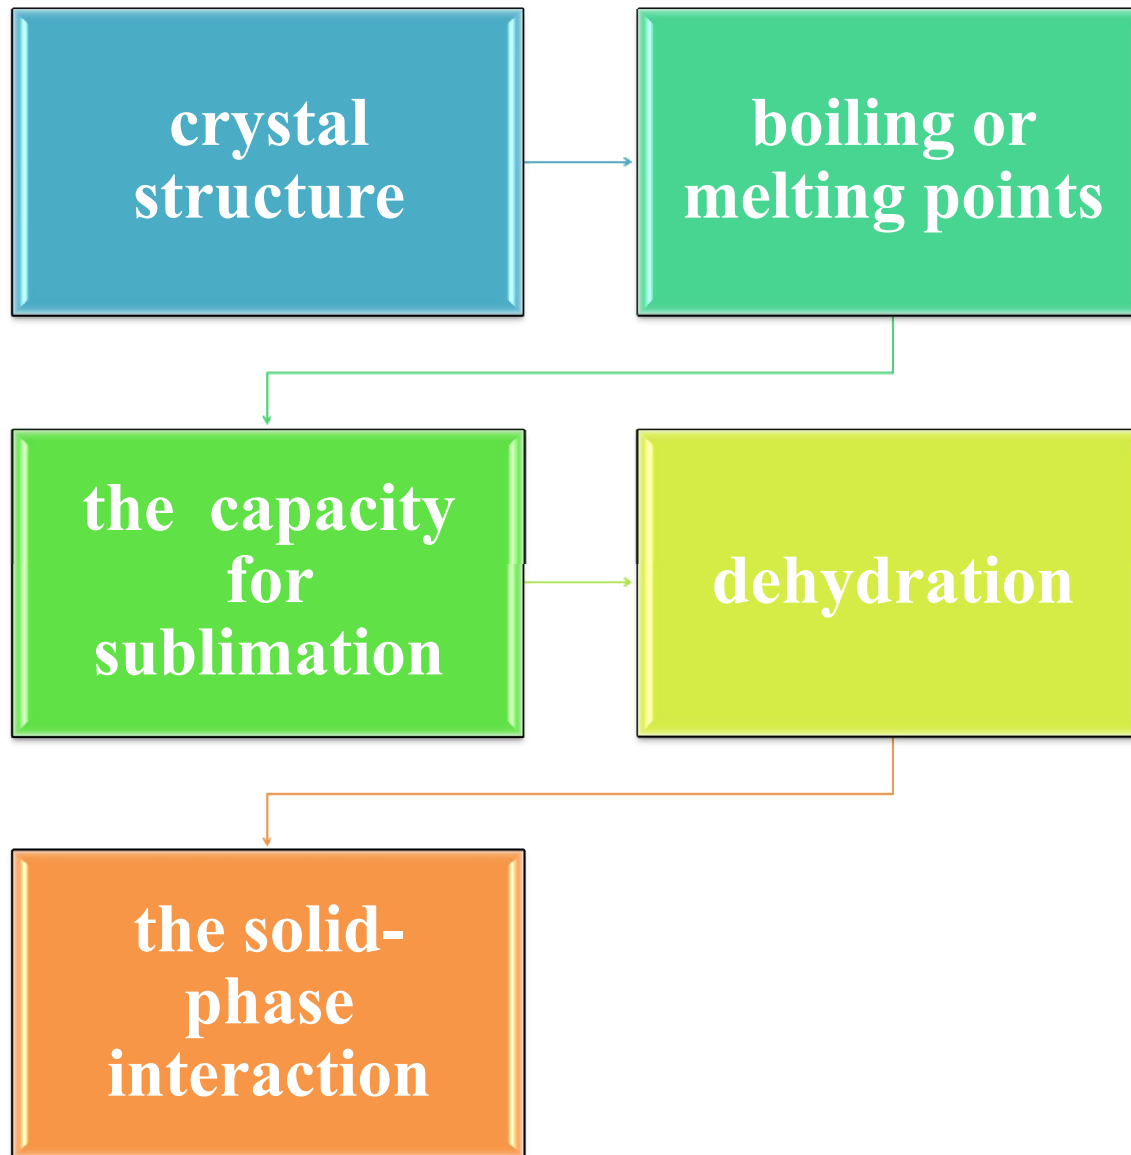 crystal
structure
boiling or
melting points
the capacity
for
sublimation
dehydration
the solid-
phase
interaction